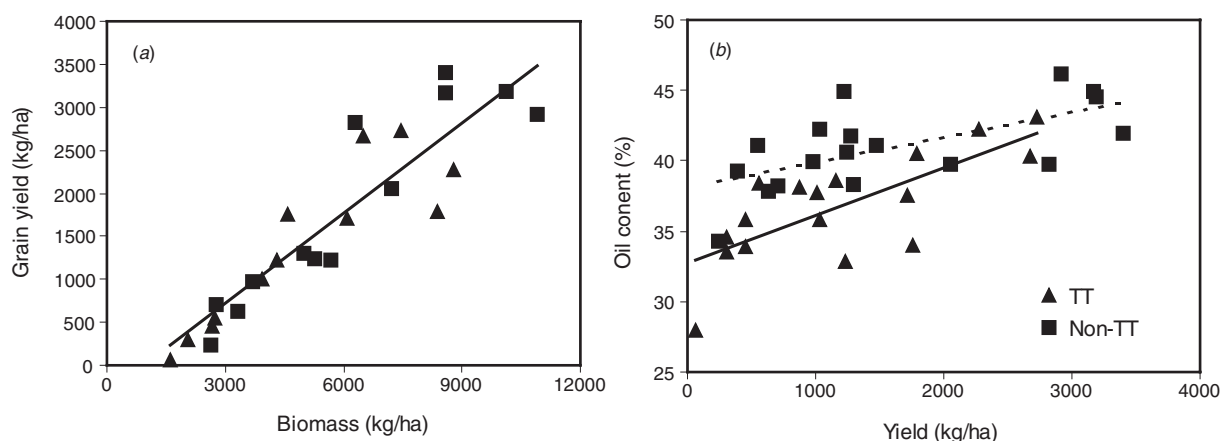 (a)
4000
3500
3000
2500
2000
1500
1000
500
0
Grain yield (kg/ha)
0 3000 6000 9000 12000
Biomass (kg/ha)
(b)
50
45
40
35
30
25
Oil conent (%)
TT
Non-TT
0 1000 2000 3000 4000
Yield (kg/ha)